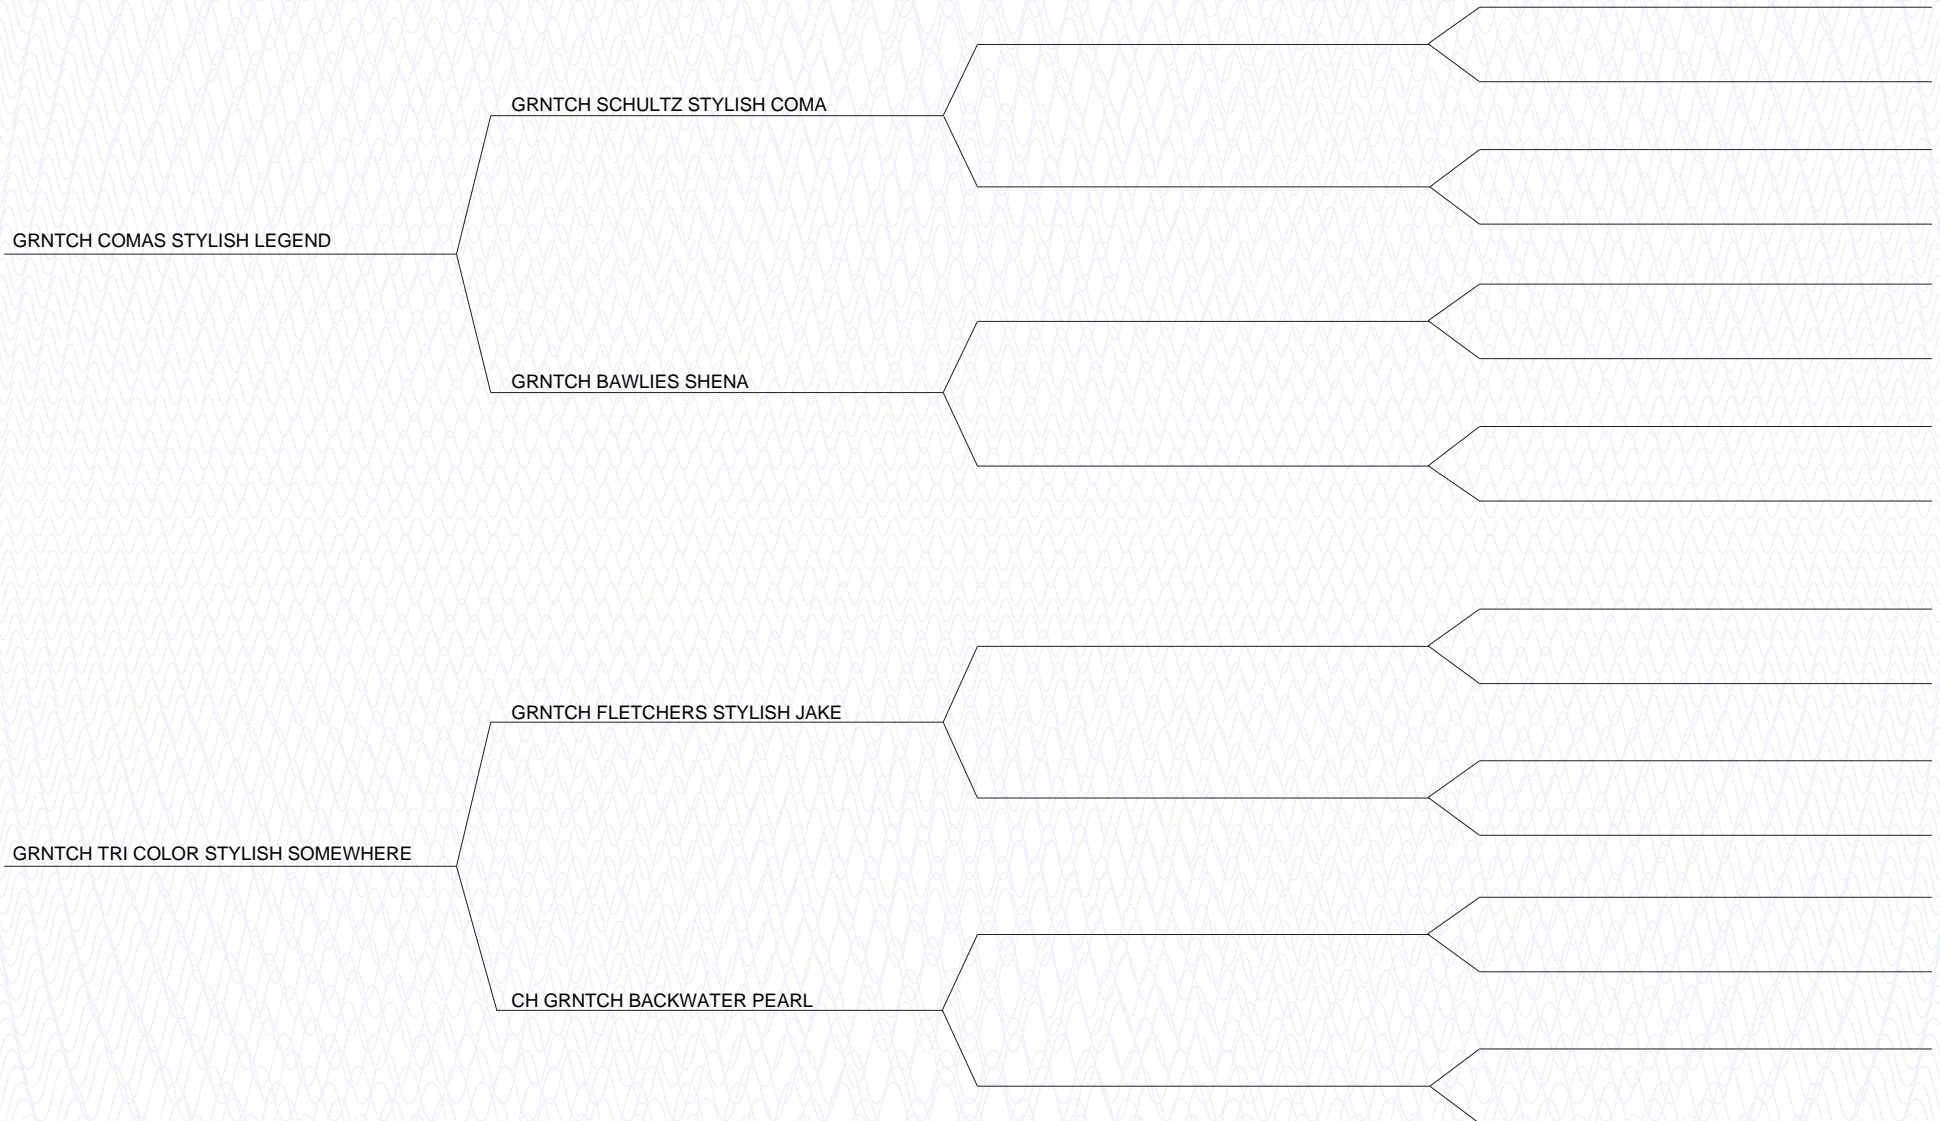 GRNTCH SCHULTZ STYLISH COMA
GRNTCH COMAS STYLISH LEGEND
GRNTCH BAWLIES SHENA
GRNTCH FLETCHERS STYLISH JAKE
GRNTCH TRI COLOR STYLISH SOMEWHERE
CH GRNTCH BACKWATER PEARL